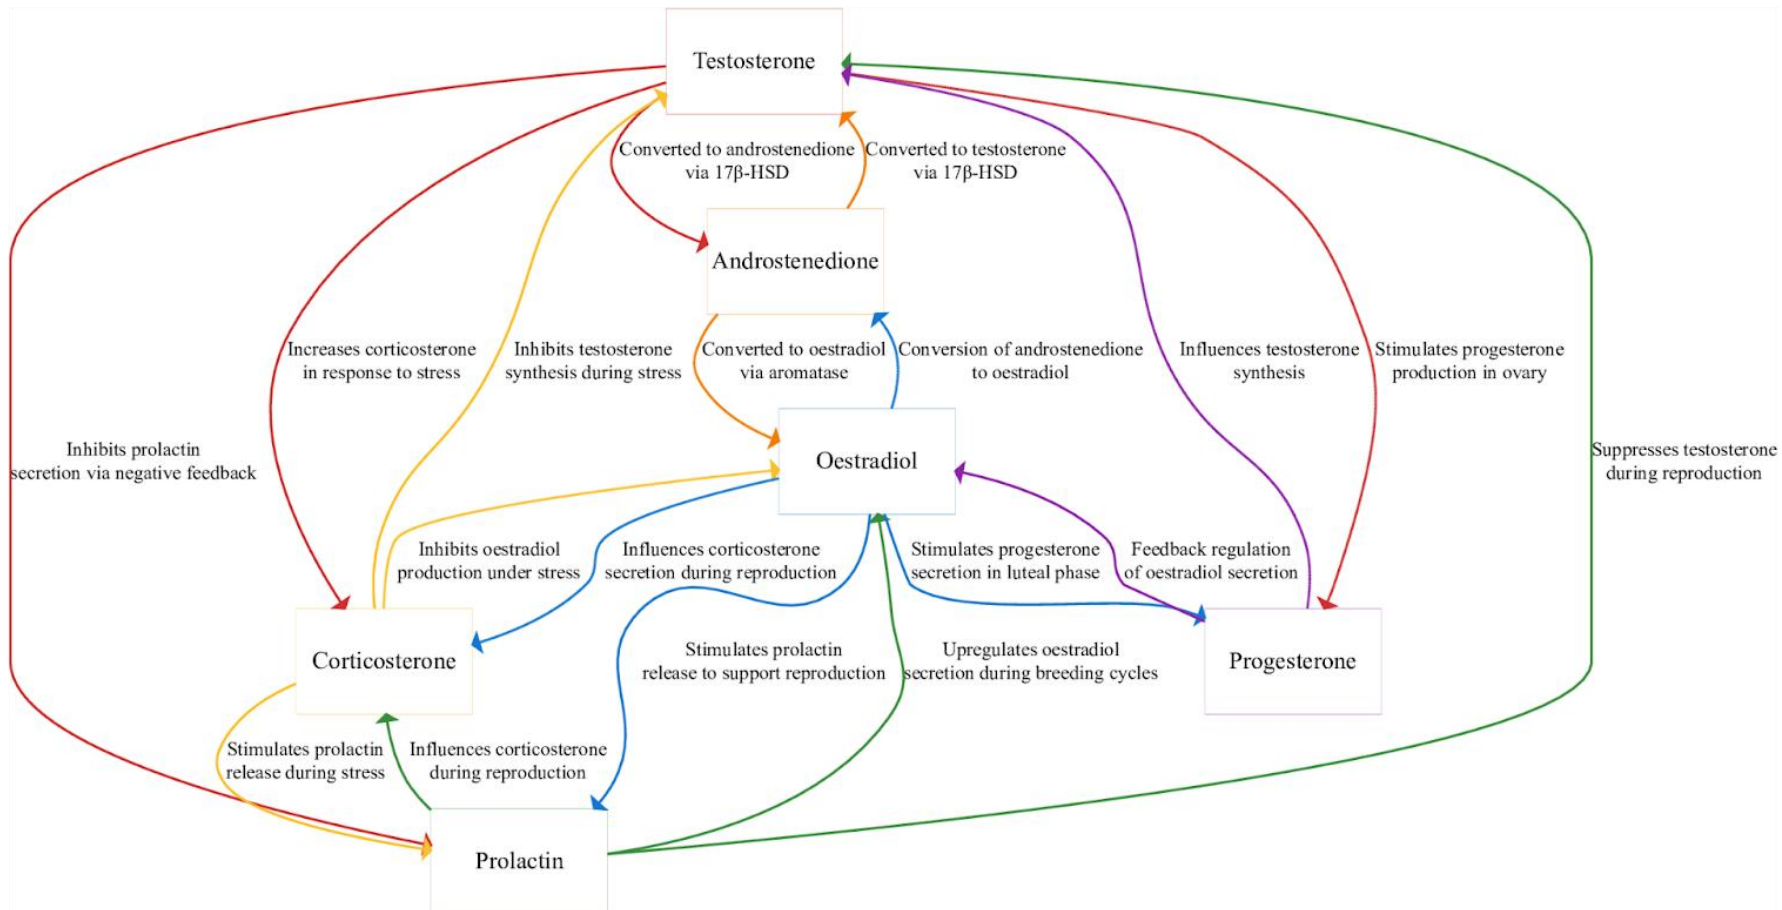 Testosterone
Converted to androstenedione
via 17β-HSD
Converted to testosterone
via 17β-HSD
Androstenedione
Increases corticosterone
in response to stress
Inhibits testosterone
synthesis during stress
Converted to oestradiol
via aromatase
Conversion of androstenedione
to oestradiol
Influences testosterone
synthesis
Stimulates progesterone
production in ovary
Inhibits prolactin
secretion via negative feedback
Oestradiol
Suppresses testosterone
during reproduction
Inhibits oestradiol
production under stress
Influences corticosterone
secretion during reproduction
Stimulates progesterone
secretion in luteal phase
Feedback regulation
of oestradiol secretion
Corticosterone
Stimulates prolactin
release to support reproduction
Upregulates oestradiol
secretion during breeding cycles
Progesterone
Stimulates prolactin
release during stress
Influences corticosterone
during reproduction
Prolactin